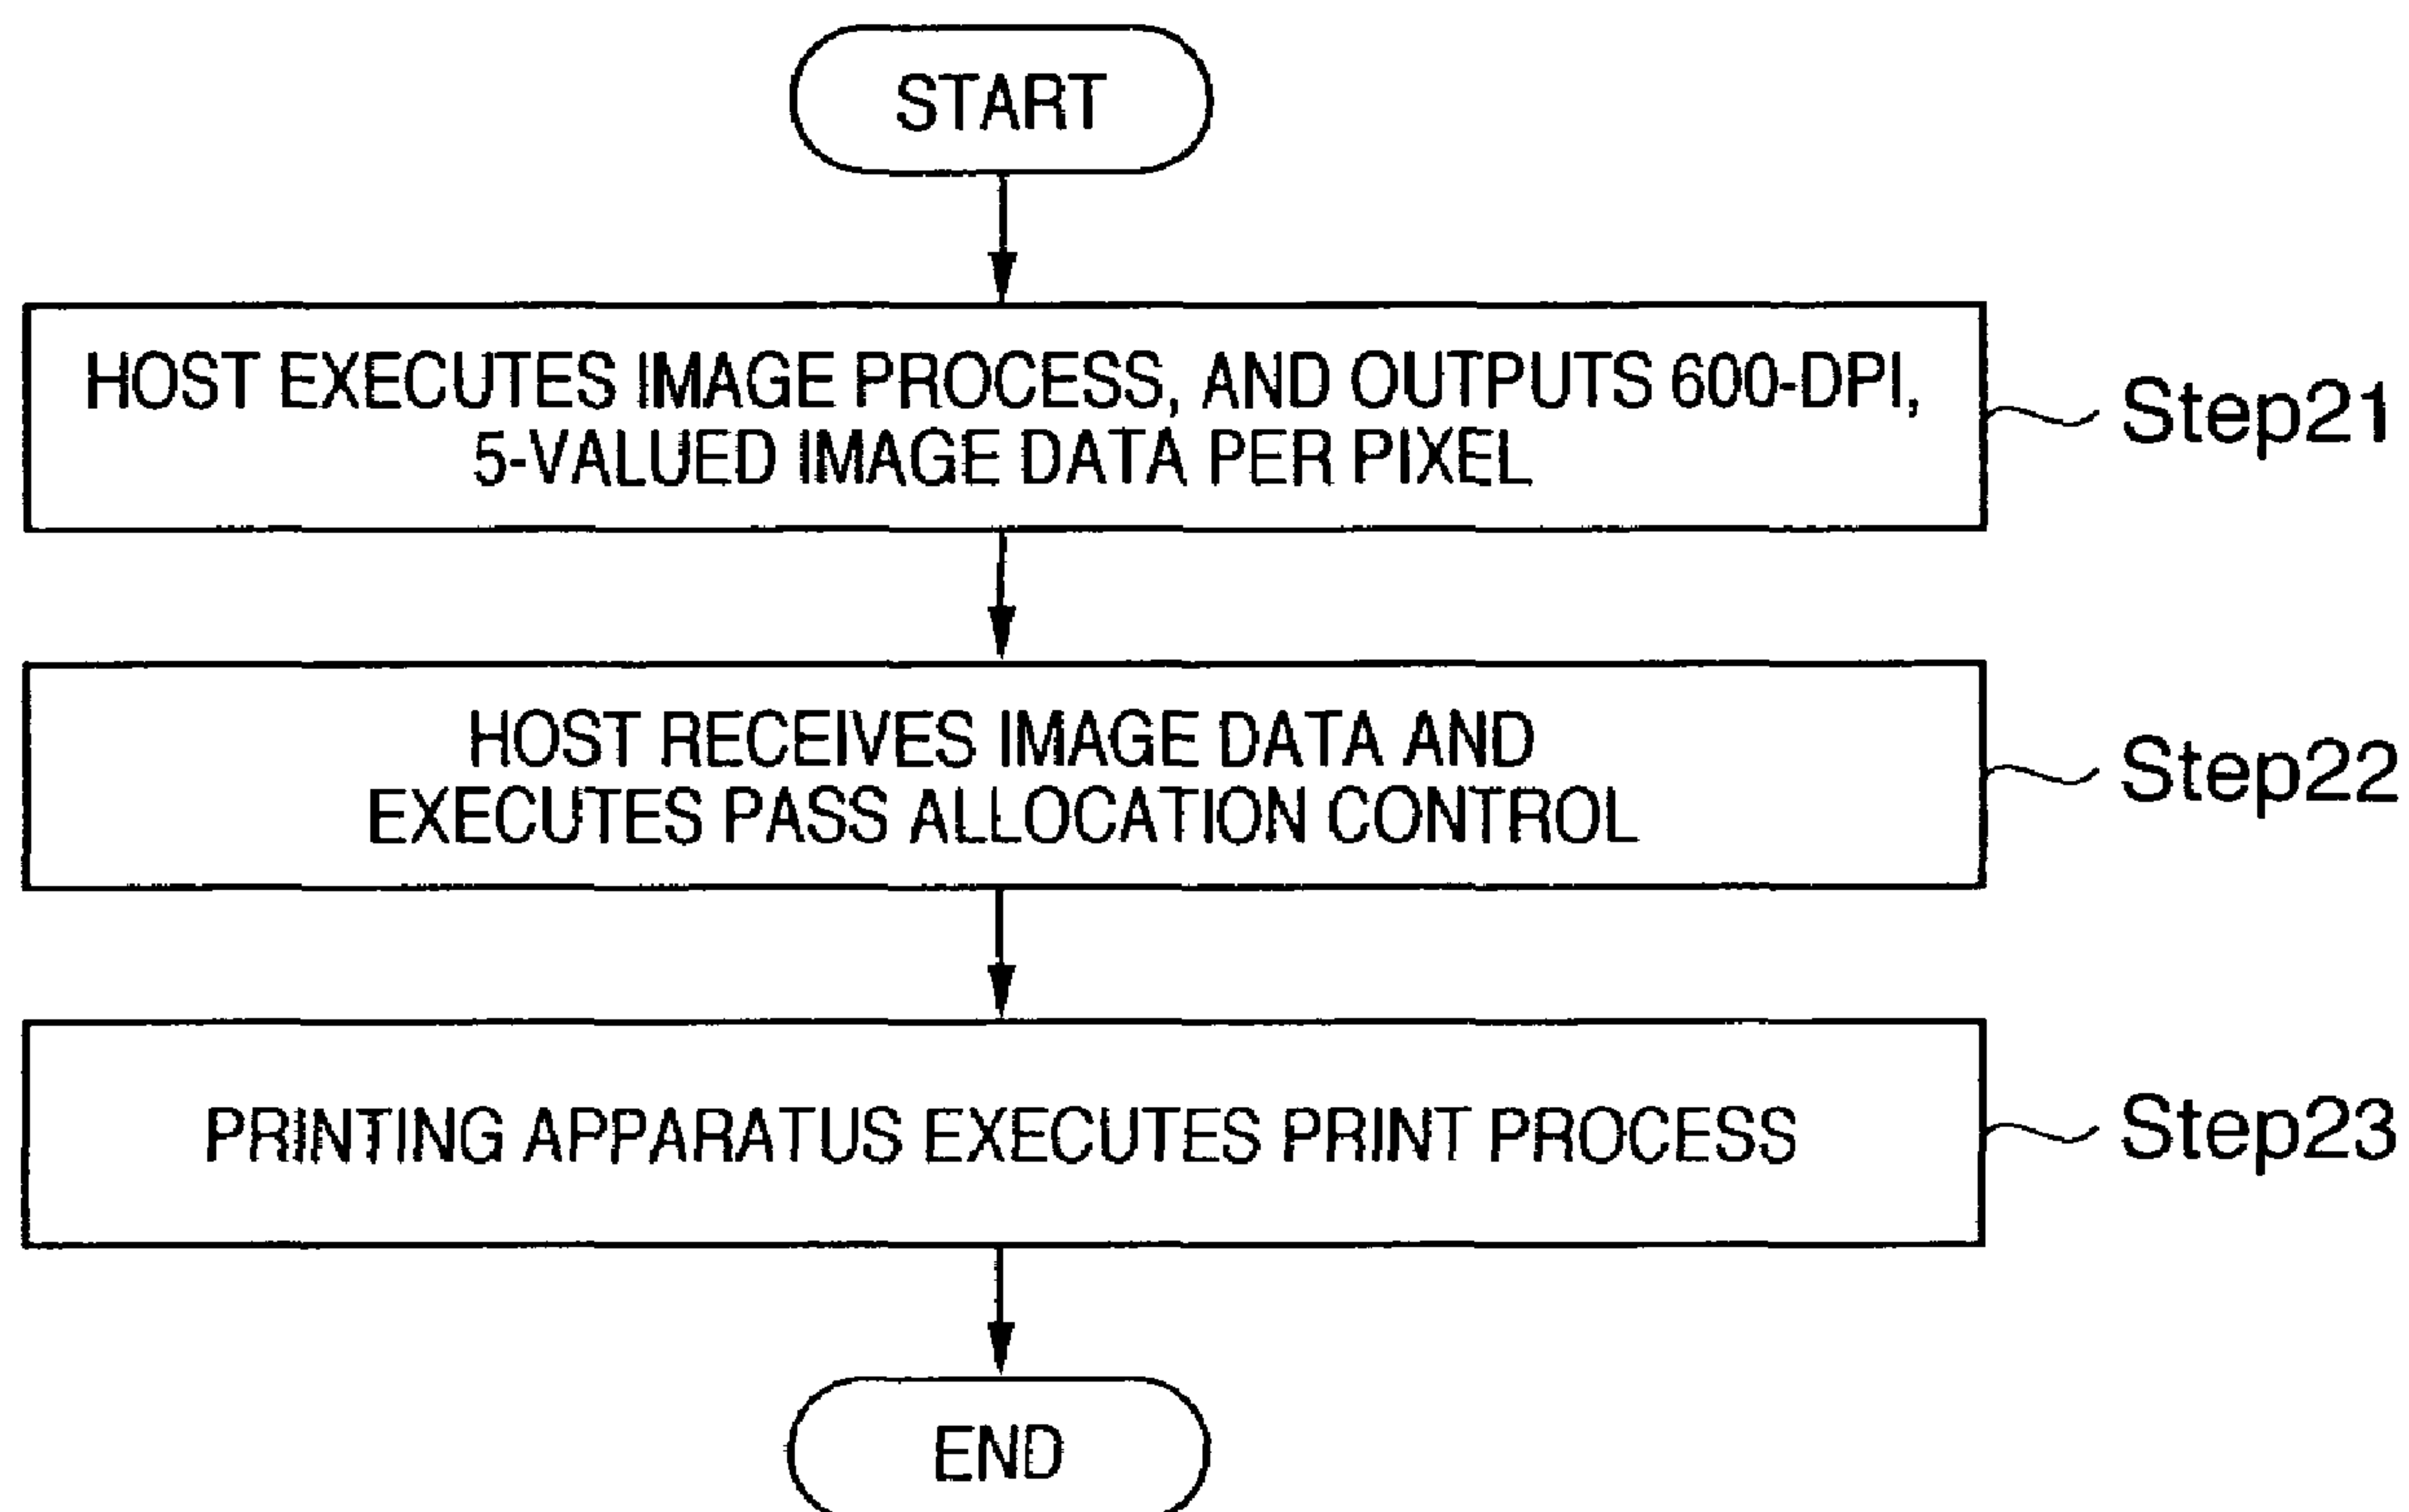 START
HOST EXECUTES IMAGE PROCESS, AND OUTPUTS 600-DPI,
5-VALUED IMAGE DATA PER PIXEL
Step21
HOST RECEIVES IMAGE DATA AND
EXECUTES PASS ALLOCATION CONTROL
Step22
PRINTING APPARATUS EXECUTES PRINT PROCESS
Step23
END